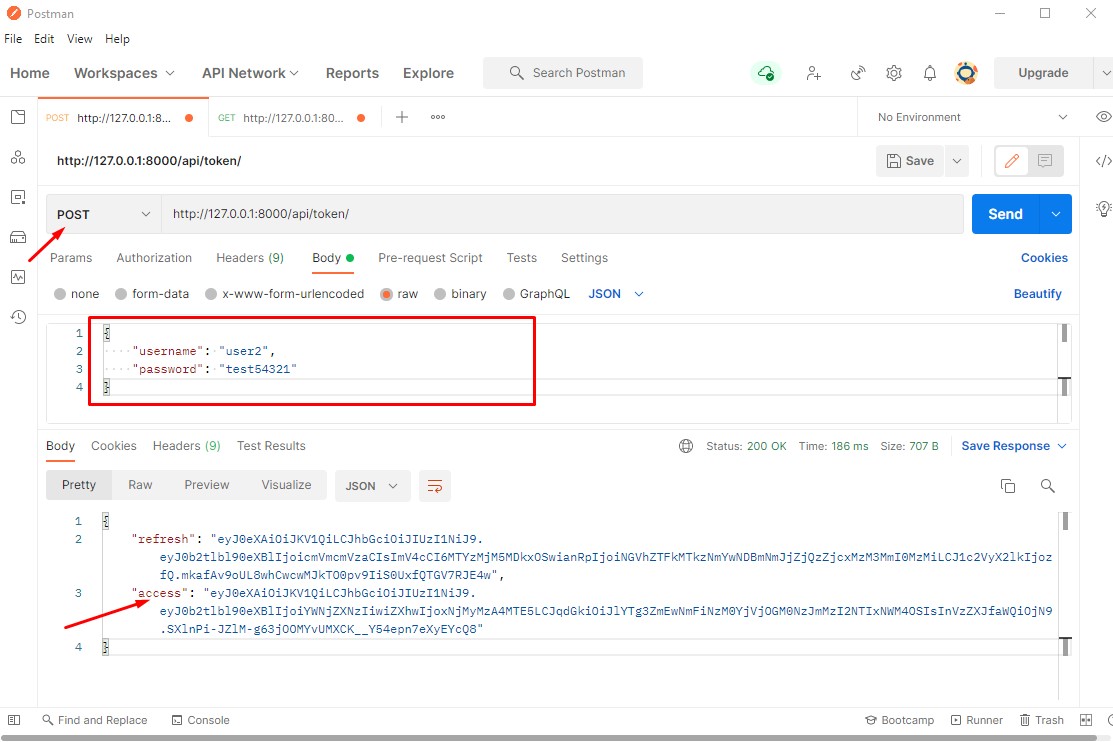 Postman
File Edit View Help
Home Workspaces API Network Reports Explore Search Postman Upgrade
POST http://127.0.0.1:8... GET http://127.0.0.1:80... No Environment
http://127.0.0.1:8000/api/token/ Save
POST http://127.0.0.1:8000/api/token/ Send
Params Authorization Headers (9) Body Pre-request Script Tests Settings Cookies
none form-data x-www-form-urlencoded raw binary GraphQL JSON Beautify
1 {
2 "username": "user2",
3 "password": "test54321"
4 }
Body Cookies Headers (9) Test Results Status: 200 OK Time: 186 ms Size: 707 B Save Response
Pretty Raw Preview Visualize JSON
1 {
2 "refresh": "eyJ0eXAiOiJKV1QiLCJhbGciOiJIUzI1NiJ9.
eyJ0b2tlbl90eXBlIjoicmVmcmVzaCIsImV4cCI6MTYzMjM5MDkxOSwianRpIjoiNGVhZTFkMTkzNmYwNDBmNmJjZjQzZjcxMzM3MmI0MzMiLCJ1c2VyX2lkIjoz
fQ.mkafAv9oUL8whCwcwMJkTO0pv9IiS0UxfQTGV7RJE4w",
3 "access": "eyJ0eXAiOiJKV1QiLCJhbGciOiJIUzI1NiJ9.
eyJ0b2tlbl90eXBlIjoiYWNjZXNzIiwiZXhwIjoxNjMyMzA4MTE5LCJqdGkiOiJlYTg3ZmEwNmFiNzM0YjVjOGM0NzJmMzI2NTIxNWM4OSIsInVzZXJfaWQiOjN9
.SXlnPi-JZlM-g63jOOMYvUMXCK__Y54epn7eXyEYcQ8"
4 }
Find and Replace Console Bootcamp Runner Trash